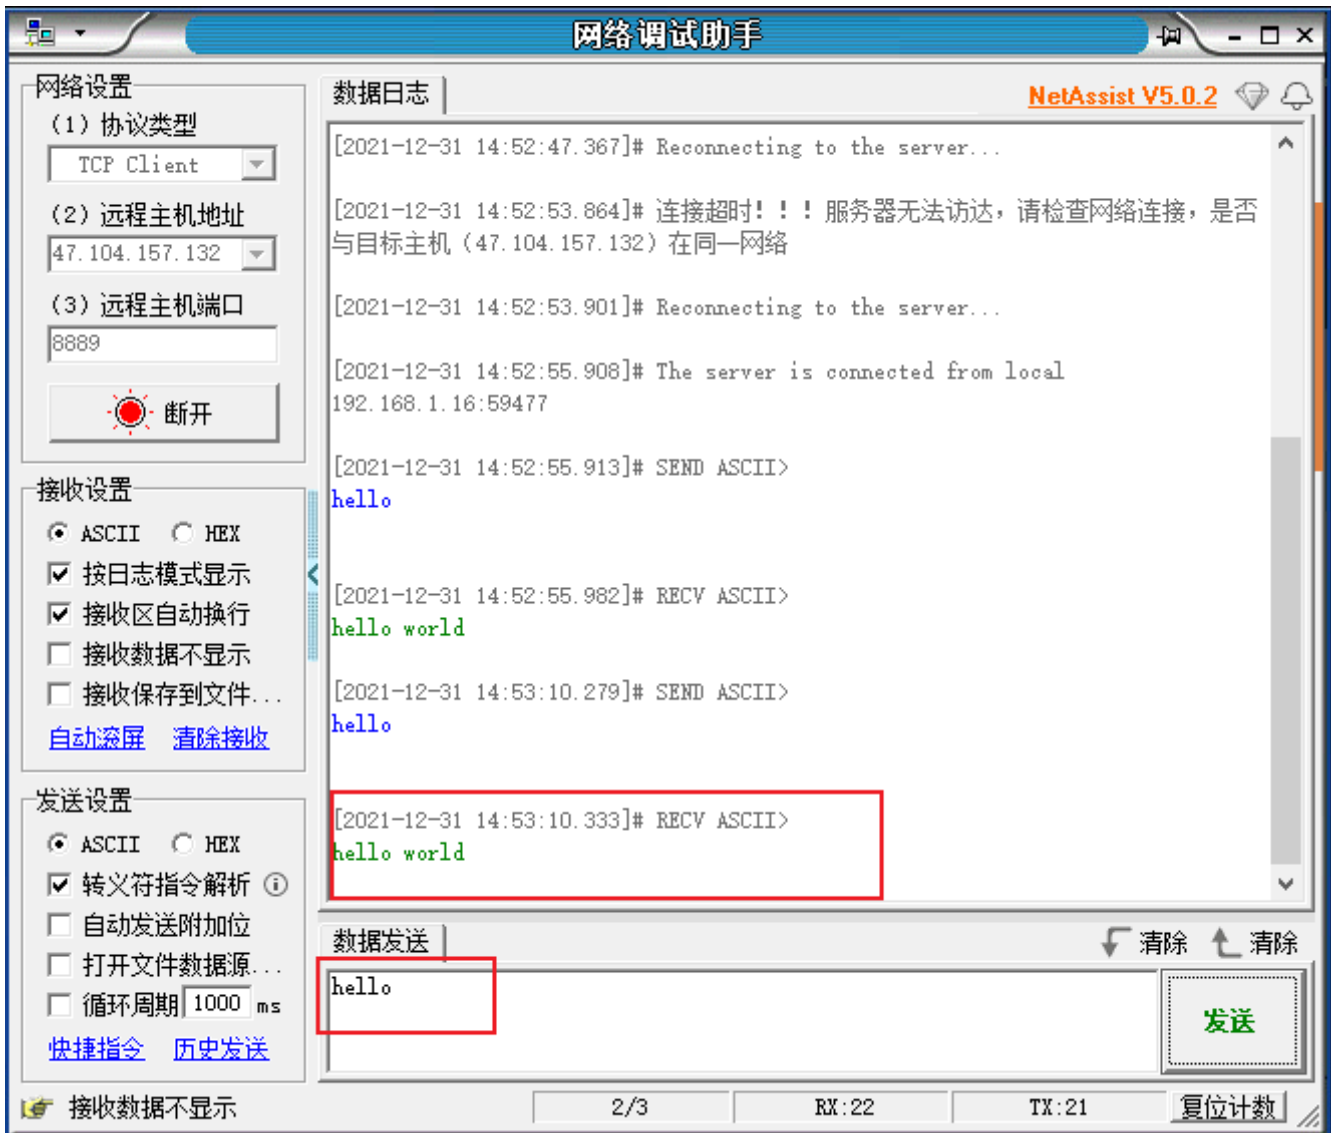 网络调试助手
网络设置
(1) 协议类型
TCP Client
(2) 远程主机地址
47.104.157.132
(3) 远程主机端口
8889
断开
接收设置
ASCII HEX
按日志模式显示
接收区自动换行
接收数据不显示
接收保存到文件...
自动滚屏 清除接收
发送设置
ASCII HEX
转义符指令解析
自动发送附加位
打开文件数据源...
循环周期 1000 ms
快捷指令 历史发送
数据日志
NetAssist V5.0.2
[2021-12-31 14:52:47.367]# Reconnecting to the server...
[2021-12-31 14:52:53.864]# 连接超时！！！服务器无法访达，请检查网络连接，是否
与目标主机（47.104.157.132）在同一网络
[2021-12-31 14:52:53.901]# Reconnecting to the server...
[2021-12-31 14:52:55.908]# The server is connected from local
192.168.1.16:59477
[2021-12-31 14:52:55.913]# SEND ASCII>
hello
[2021-12-31 14:52:55.982]# RECV ASCII>
hello world
[2021-12-31 14:53:10.279]# SEND ASCII>
hello
[2021-12-31 14:53:10.333]# RECV ASCII>
hello world
数据发送
清除 清除
hello
发送
接收数据不显示
2/3
RX:22
TX:21
复位计数